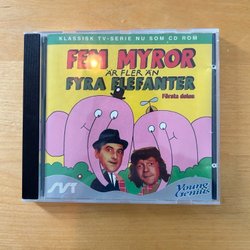 KLASSISK TV-SERIE NU SOM CD ROM
FEM MYROR
ÄR FLER ÄN
FYRA ELEFANTER
Första delen
SVT
Young
Genius